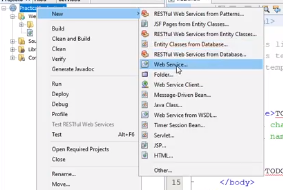 Practic
New
Build
Clean and Build
Clean
Verify
Generate Javadoc
Run
Deploy
Debug
Profile
Test RESTful Web Services
Test Alt+F6
Open Required Projects
Close
Rename...
Move...
RESTful Web Services from Patterns...
JSF Pages from Entity Classes...
RESTful Web Services from Entity Classes...
Entity Classes from Database...
RESTful Web Services from Database...
Web Service...
Folder...
Web Service Client...
Message-Driven Bean...
Java Class...
Web Service from WSDL...
Timer Session Bean...
Servlet...
JSP...
HTML...
Other...
15 </body>